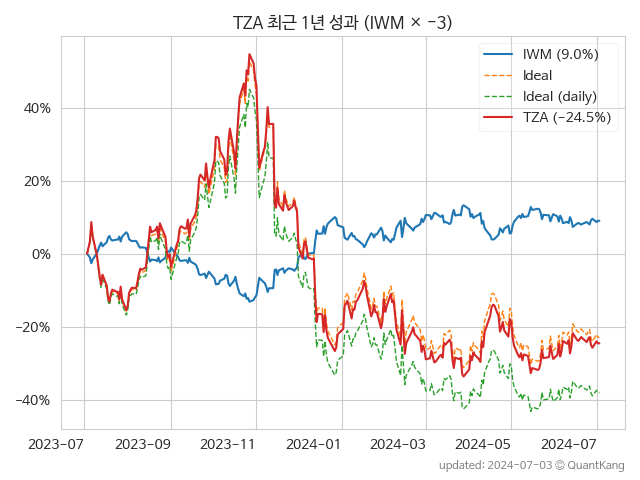 TZA 최근 1년 성과 (IWM × −3)
IWM (9.0%)
Ideal
Ideal (daily)
TZA (−24.5%)
40%
20%
0%
−20%
−40%
2023-07
2023-09
2023-11
2024-01
2024-03
2024-05
2024-07
updated: 2024-07-03 © QuantKang